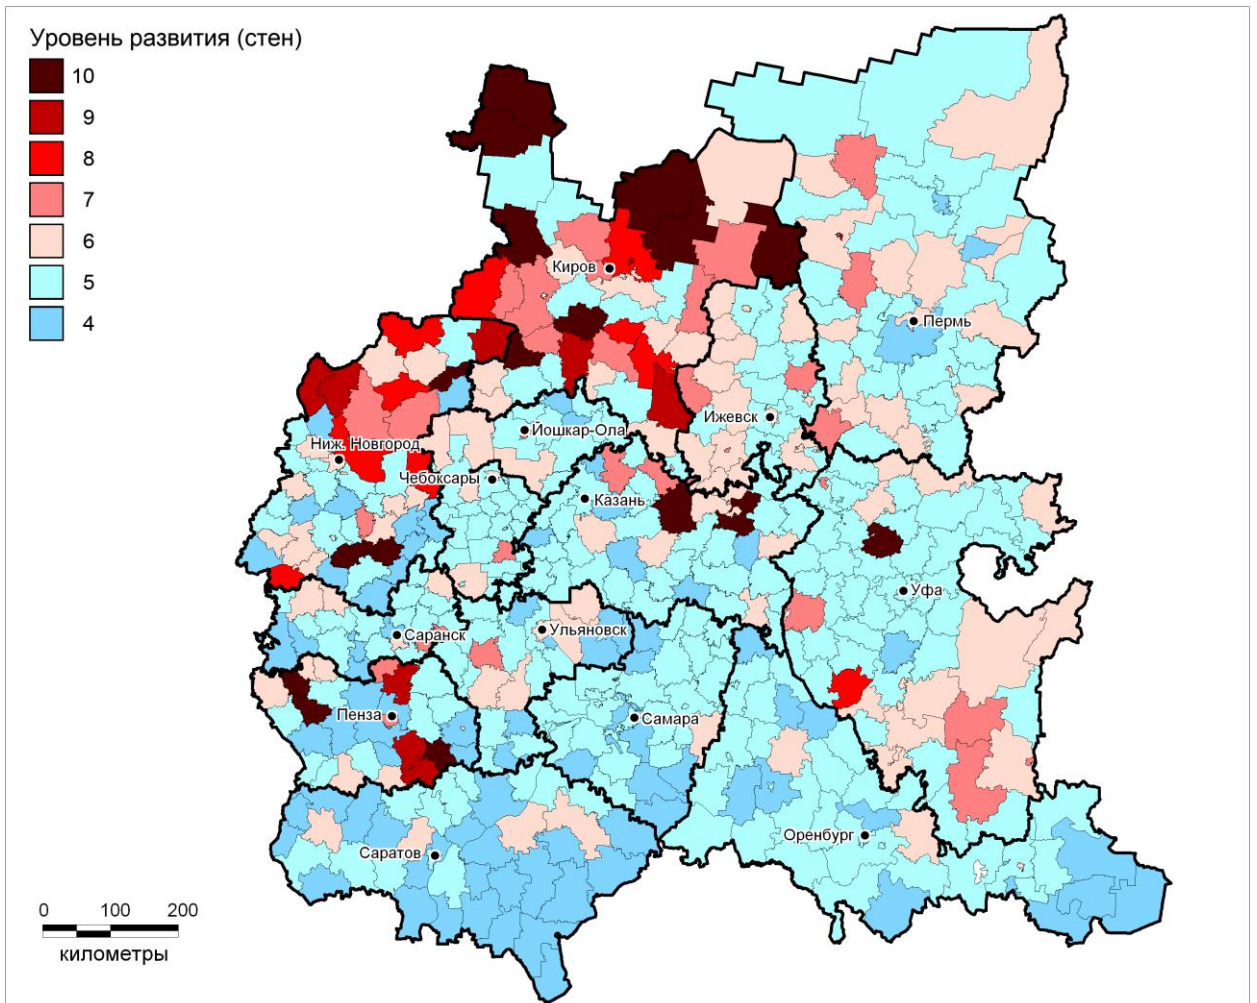 Уровень развития (стен)
10
9
8
7
6
5
4
Киров
Пермь
Ижевск
Йошкар-Ола
Ниж. Новгород
Чебоксары
Казань
Уфа
Саранск
Ульяновск
Пенза
Самара
Оренбург
Саратов
0 100 200
километры